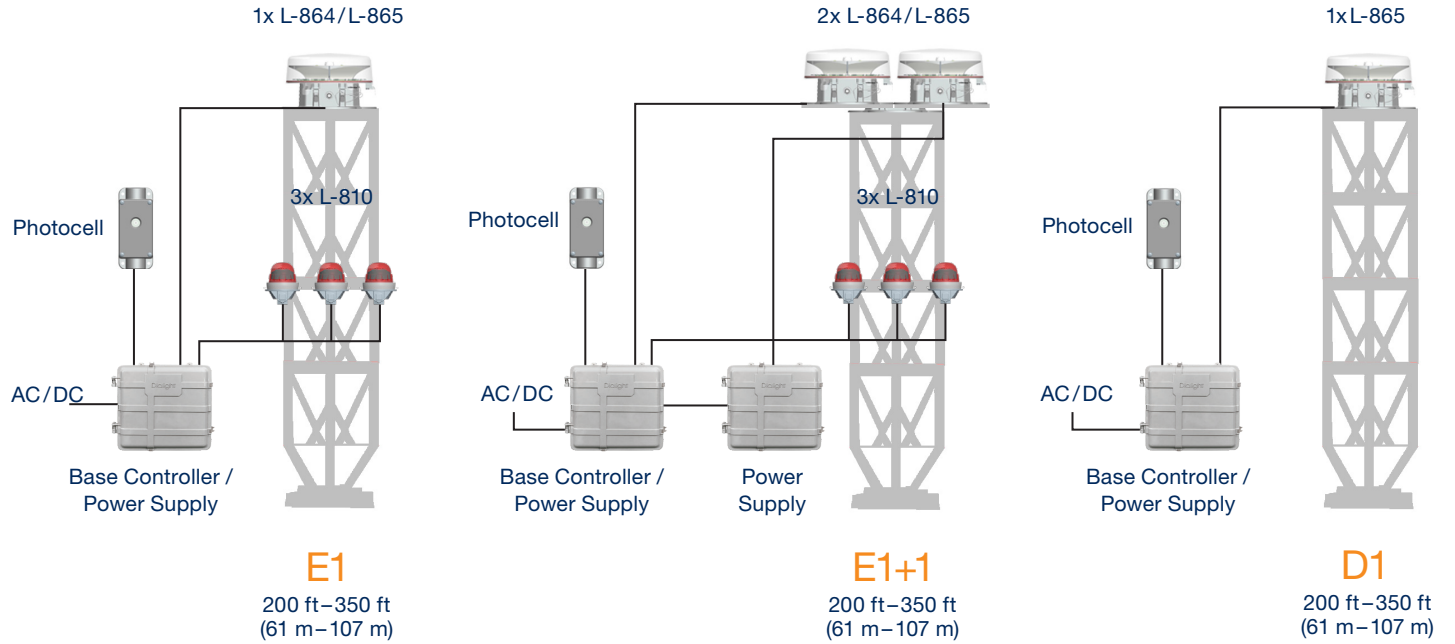 1x L-864/L-865
3x L-810
Photocell
AC/DC
Dialight
Base Controller /
Power Supply
E1
200 ft–350 ft
(61 m–107 m)
2x L-864/L-865
3x L-810
Photocell
AC/DC
Dialight
Base Controller /
Power Supply
Power
Supply
E1+1
200 ft–350 ft
(61 m–107 m)
1x L-865
Photocell
AC/DC
Dialight
Base Controller /
Power Supply
D1
200 ft–350 ft
(61 m–107 m)